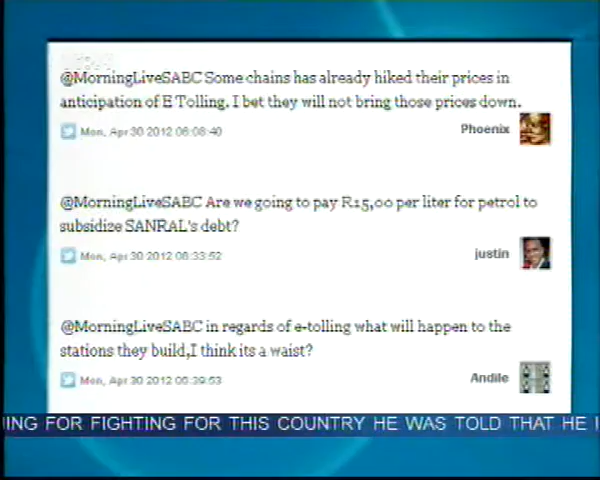 @MorningLiveSABC Some chains has already hiked their prices in
anticipation of E Tolling. I bet they will not bring those prices down.
Mon, Apr 30 2012 06:08:40
Phoenix
@MorningLiveSABC Are we going to pay R15,00 per liter for petrol to
subsidize SANRAL's debt?
Mon, Apr 30 2012 06:33:52
justin
@MorningLiveSABC in regards of e-tolling what will happen to the
stations they build,I think its a waist?
Mon, Apr 30 2012 05:39:53
Andile
ING FOR FIGHTING FOR THIS COUNTRY HE WAS TOLD THAT HE I